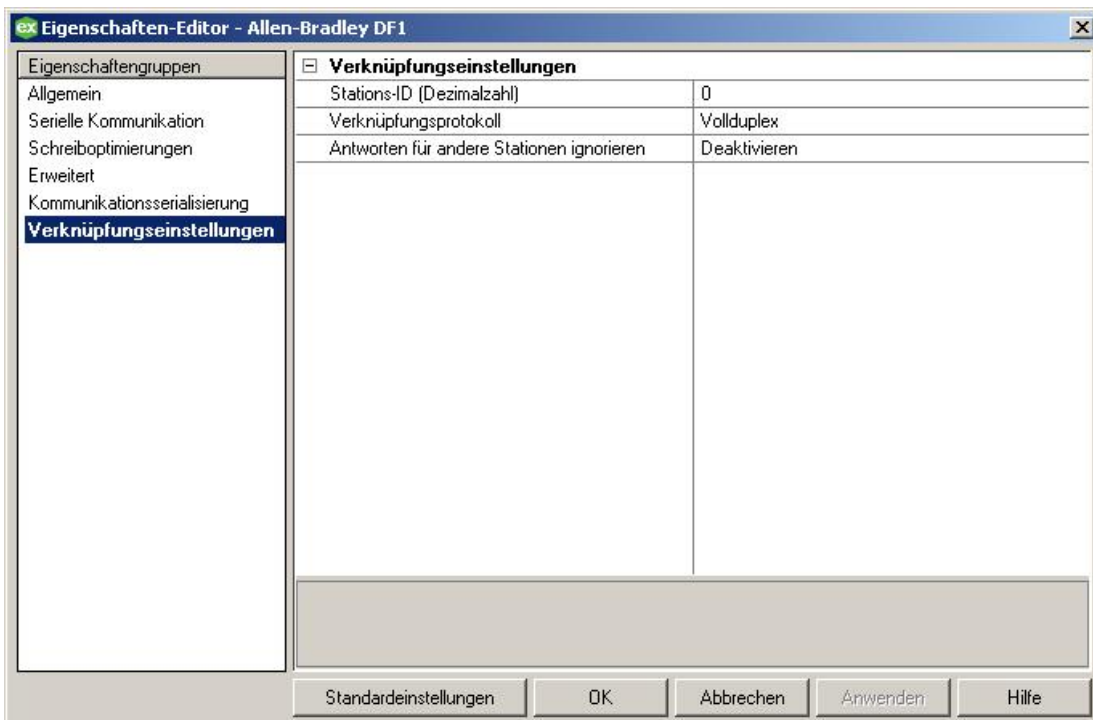 ex Eigenschaften-Editor - Allen-Bradley DF1
Eigenschaftengruppen
Allgemein
Serielle Kommunikation
Schreiboptimierungen
Erweitert
Kommunikationsserialisierung
Verknüpfungseinstellungen
Verknüpfungseinstellungen
Stations-ID (Dezimalzahl) 0
Verknüpfungsprotokoll Vollduplex
Antworten für andere Stationen ignorieren Deaktivieren
Standardeinstellungen OK Abbrechen Anwenden Hilfe